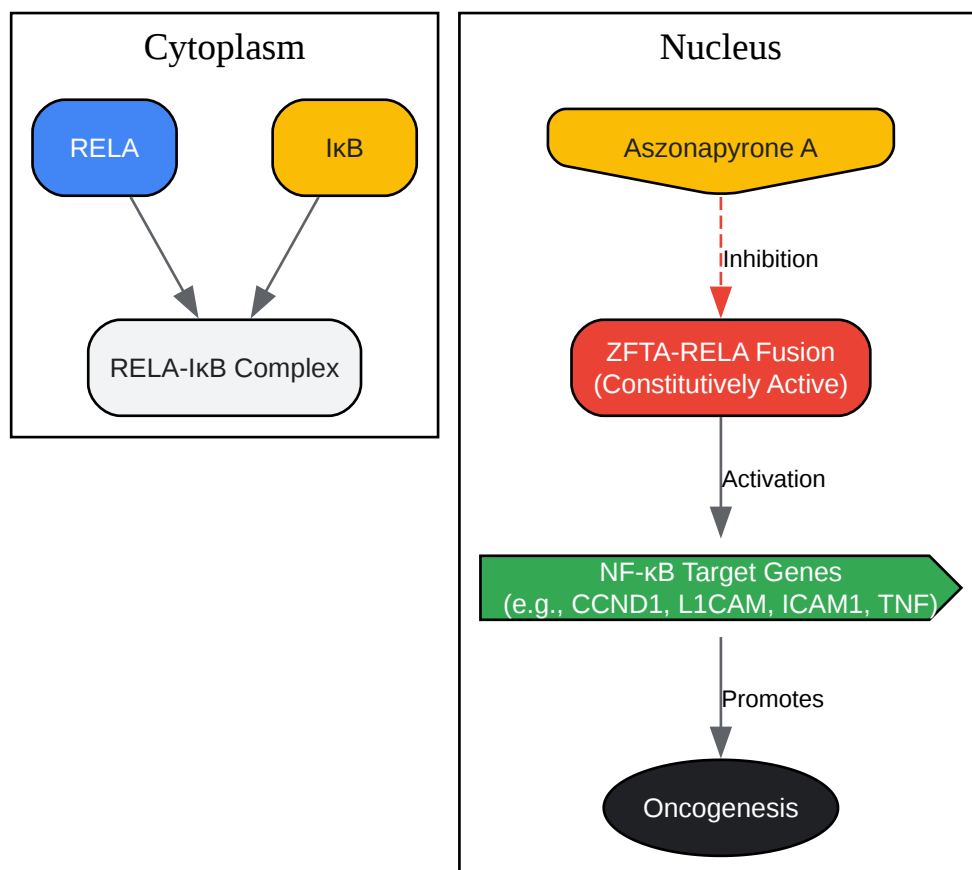 Cytoplasm
RELA
IκB
RELA-IκB Complex
Nucleus
Aszonapyrone A
Inhibition
ZFTA-RELA Fusion
(Constitutively Active)
Activation
NF-κB Target Genes
(e.g., CCND1, L1CAM, ICAM1, TNF)
Promotes
Oncogenesis